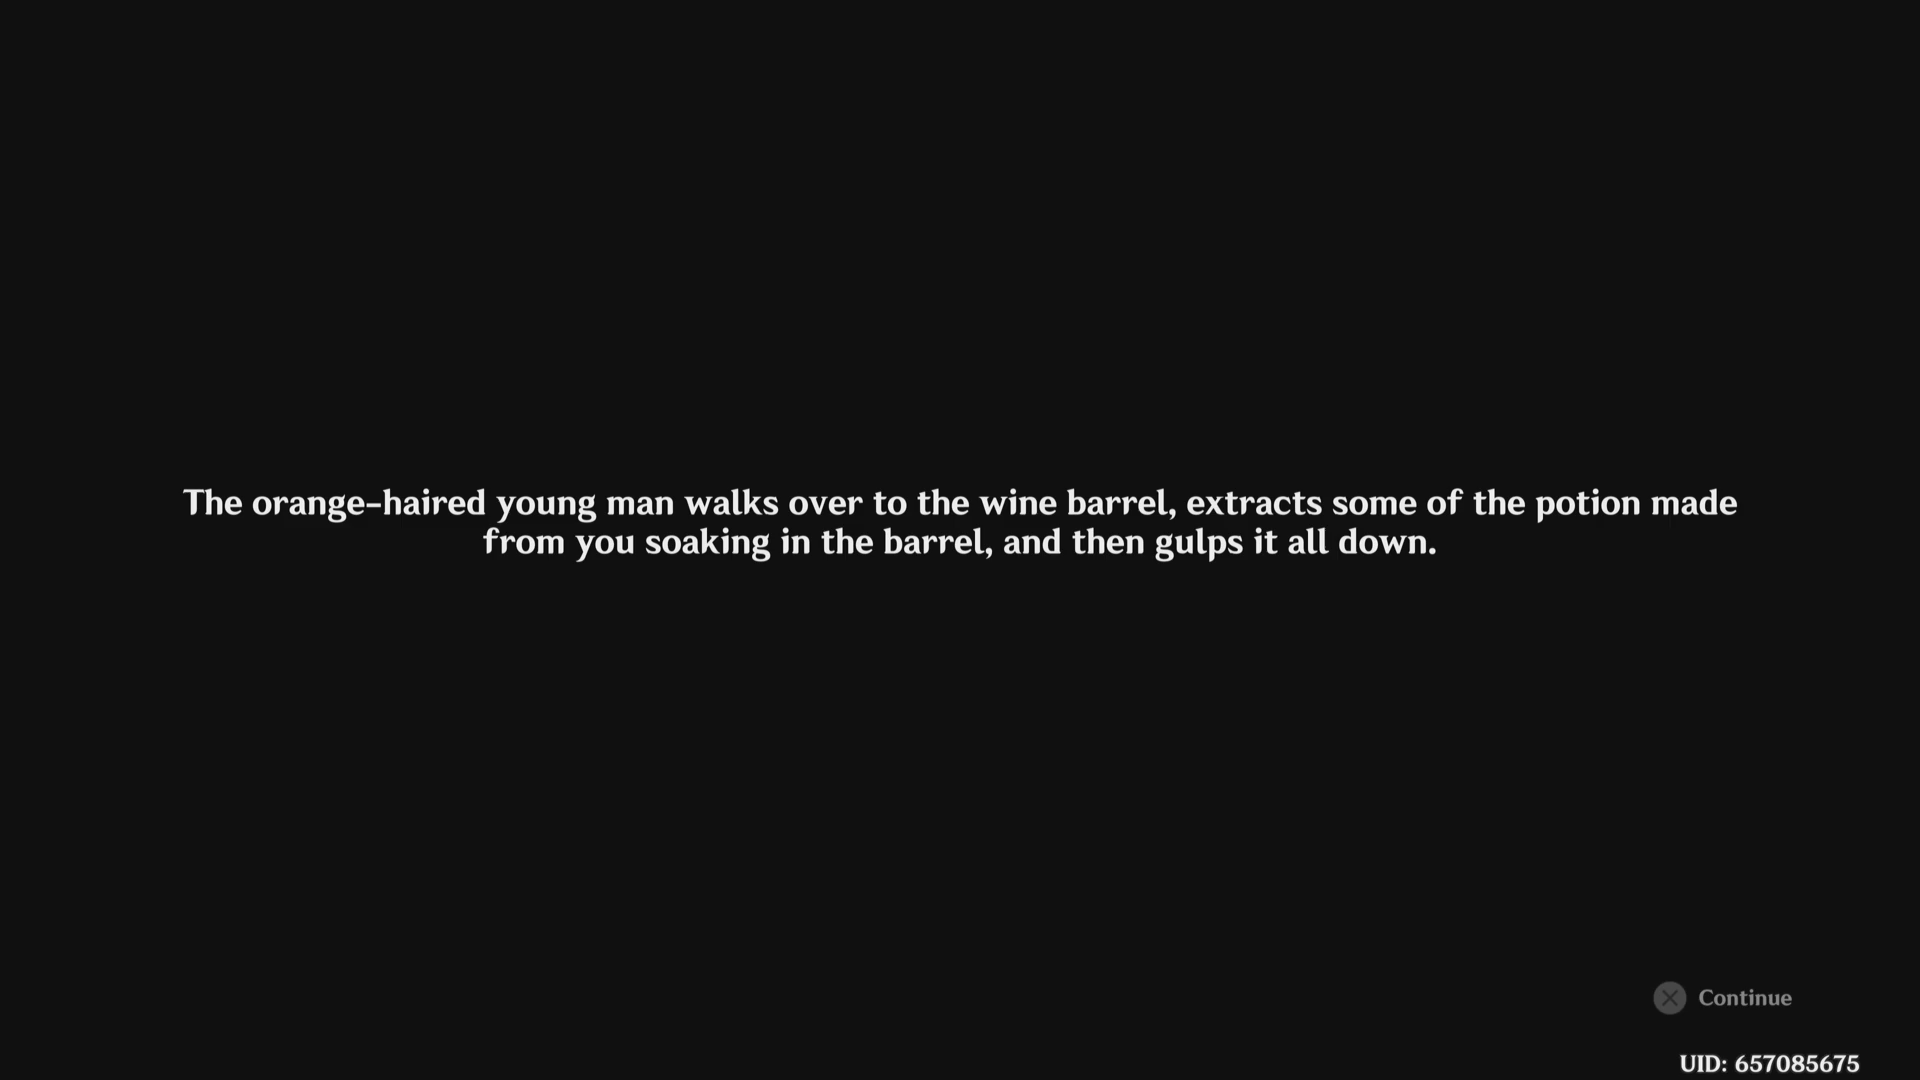 The orange-haired young man walks over to the wine barrel, extracts some of the potion made
from you soaking in the barrel, and then gulps it all down.
Continue
UID: 657085675